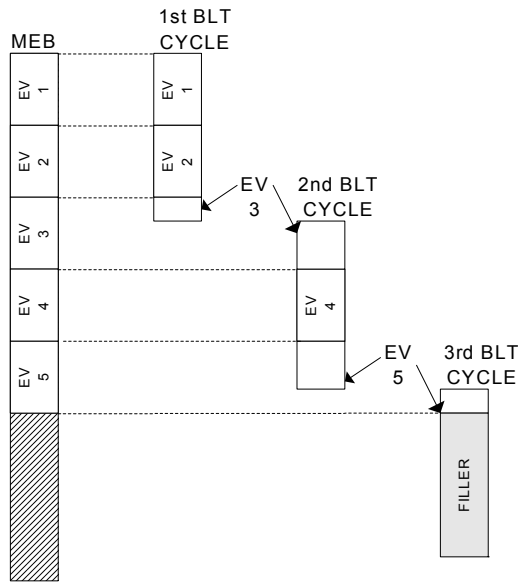 MEB
EV 1
EV 2
EV 3
EV 4
EV 5
1st BLT
CYCLE
EV 1
EV 2
EV
3
2nd BLT
CYCLE
EV 4
EV
5
3rd BLT
CYCLE
FILLER